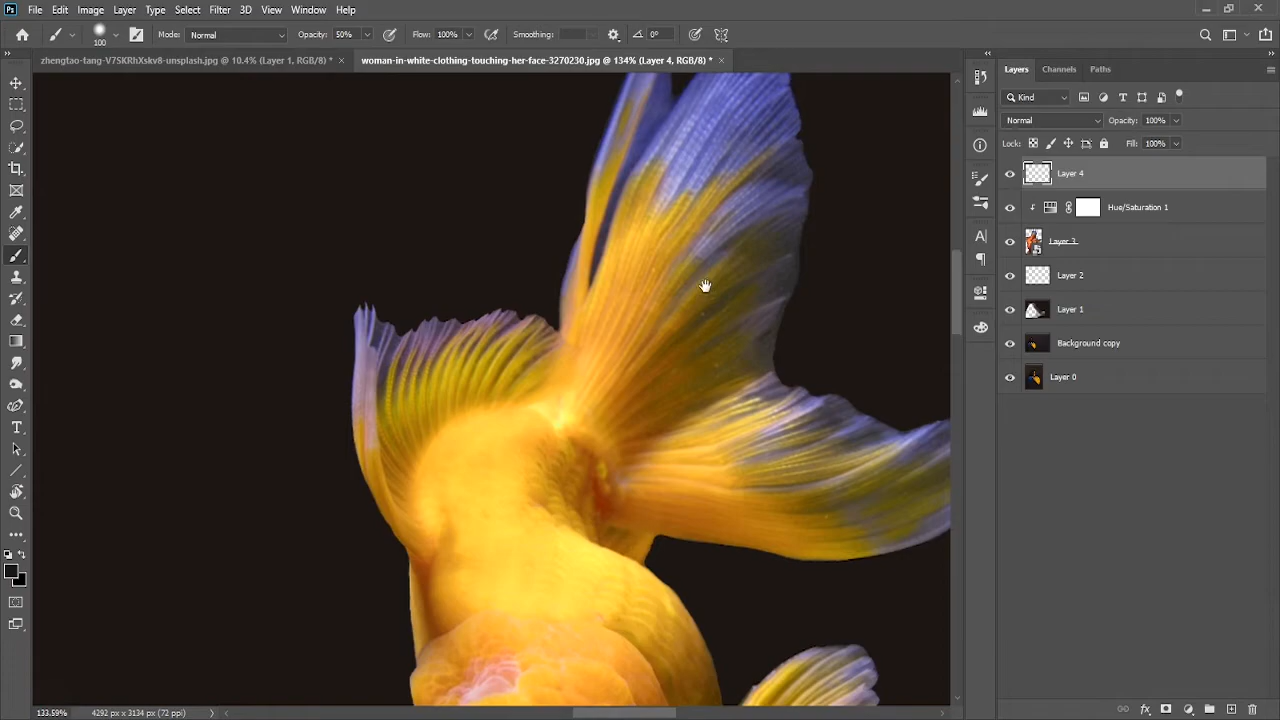 Ps File Edit Image Layer Type Select Filter 3D View Window Help
100 Mode: Normal Opacity: 50% Flow: 100% Smoothing: 0°
zhengtao-tang-V7SKRhXskv8-unsplash.jpg @ 10.4% (Layer 1, RGB/8) * × woman-in-white-clothing-touching-her-face-3270230.jpg @ 134% (Layer 4, RGB/8) * ×
Layers Channels Paths
Kind
Normal Opacity: 100%
Lock: Fill: 100%
Layer 4
Hue/Saturation 1
Layer 3
Layer 2
Layer 1
Background copy
Layer 0
133.59% 4292 px x 3134 px (72 ppi)